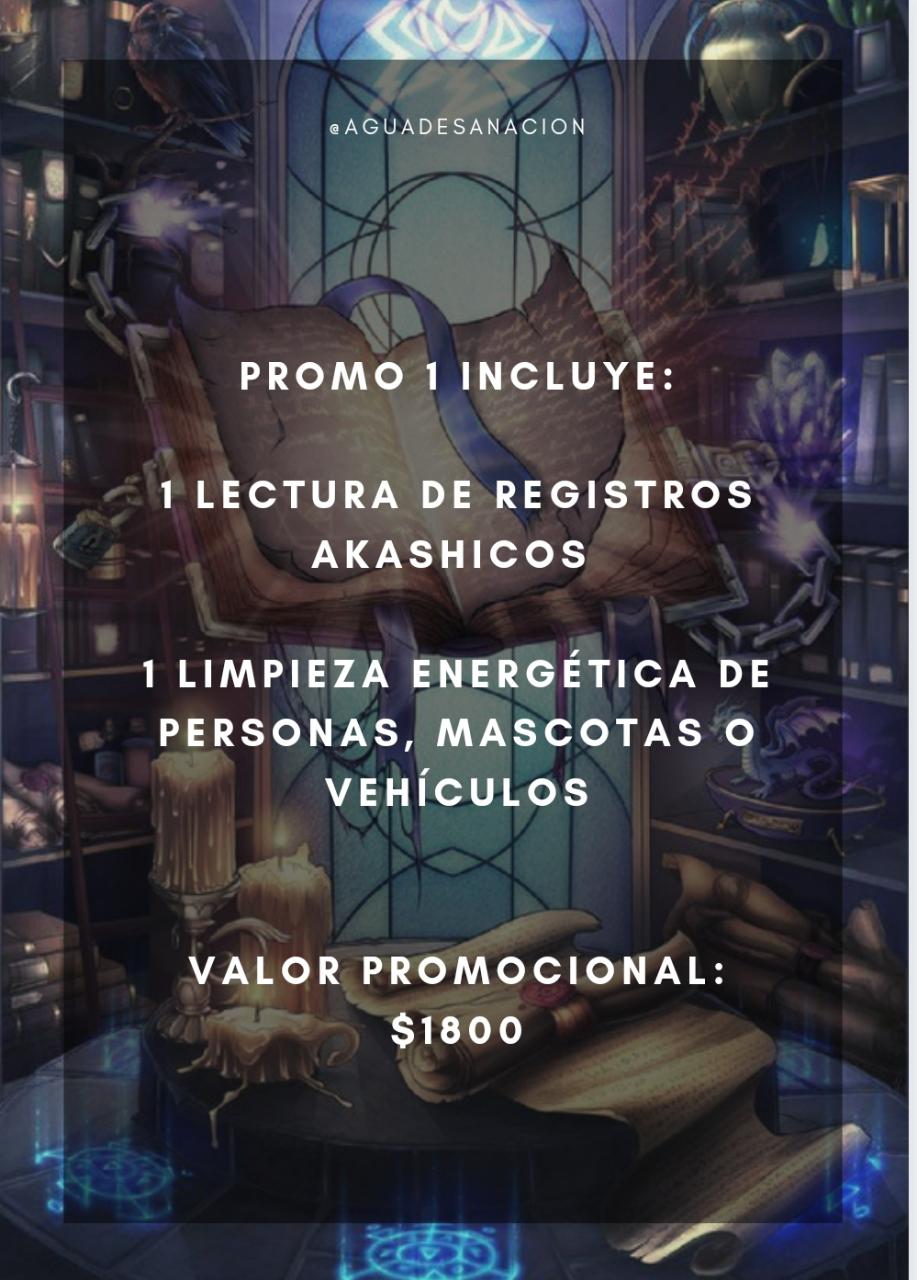 @AGUADESANACION
PROMO 1 INCLUYE:
1 LECTURA DE REGISTROS
AKASHICOS
1 LIMPIEZA ENERGÉTICA DE
PERSONAS, MASCOTAS O
VEHÍCULOS
VALOR PROMOCIONAL:
$1800